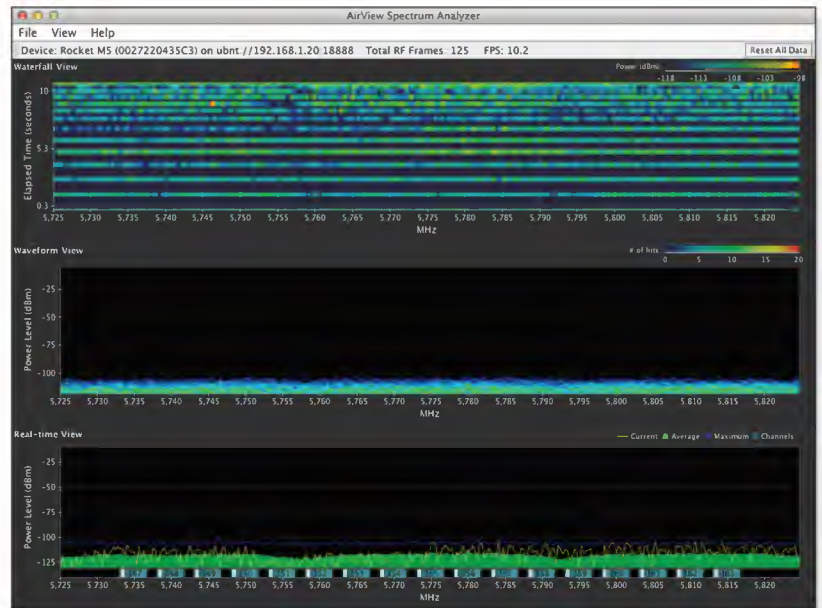 AirView Spectrum Analyzer
File View Help
Device: Rocket M5 (0027220435C3) on ubnt://192.168.1.20:18888 Total RF Frames: 125 FPS: 10.2 Reset All Data
Waterfall View
Power (dBm):
-118 -113 -108 -103 -98
Elapsed Time (seconds)
10
5.3
0.3
5,725 5,730 5,735 5,740 5,745 5,750 5,755 5,760 5,765 5,770 5,775 5,780 5,785 5,790 5,795 5,800 5,805 5,810 5,815 5,820
MHz
Waveform View
# of hits
0 5 10 15 20
Power Level (dBm)
-25
-50
-75
-100
5,725 5,730 5,735 5,740 5,745 5,750 5,755 5,760 5,765 5,770 5,775 5,780 5,785 5,790 5,795 5,800 5,805 5,810 5,815 5,820
MHz
Real-time View
Current Average Maximum Channels
Power Level (dBm)
-25
-50
-75
-100
-125
5,725 5,730 5,735 5,740 5,745 5,750 5,755 5,760 5,765 5,770 5,775 5,780 5,785 5,790 5,795 5,800 5,805 5,810 5,815 5,820
MHz